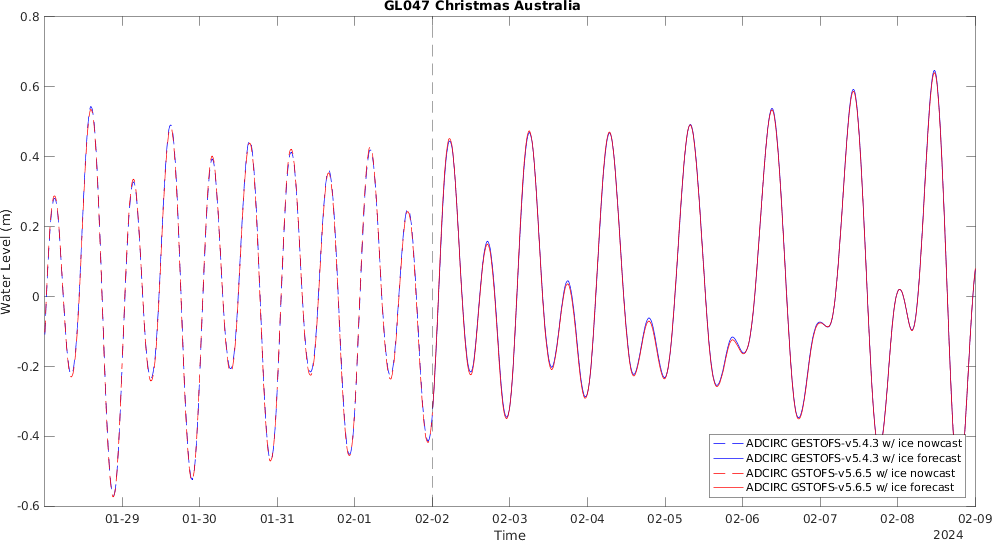 GL047 Christmas Australia
0.8
0.6
0.4
0.2
0
-0.2
-0.4
-0.6
Water Level (m)
ADCIRC GESTOFS-v5.4.3 w/ ice nowcast
ADCIRC GESTOFS-v5.4.3 w/ ice forecast
ADCIRC GSTOFS-v5.6.5 w/ ice nowcast
ADCIRC GSTOFS-v5.6.5 w/ ice forecast
01-29 01-30 01-31 02-01 02-02 02-03 02-04 02-05 02-06 02-07 02-08 02-09
Time
2024